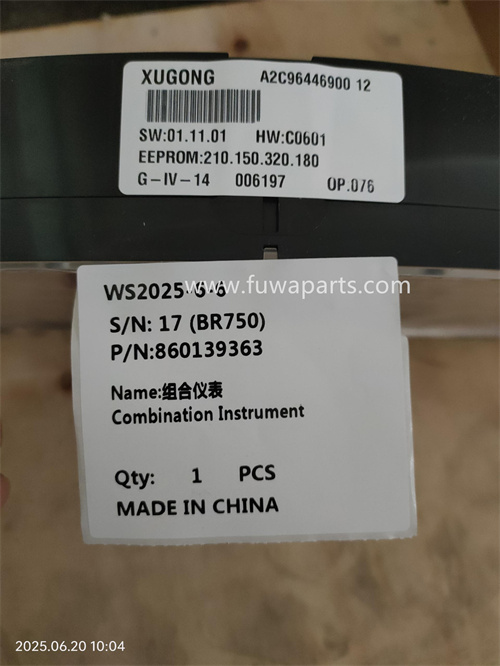 XUGONG A2C96446900 12
SW:01.11.01 HW:C0601
EEPROM:210.150.320.180
G-IV-14 006197 OP.076
www.fuwaparts.com
WS2025-6-6
S/N: 17 (BR750)
P/N:860139363
Name:组合仪表
Combination Instrument
Qty: 1 PCS
MADE IN CHINA
2025.06.20 10:04